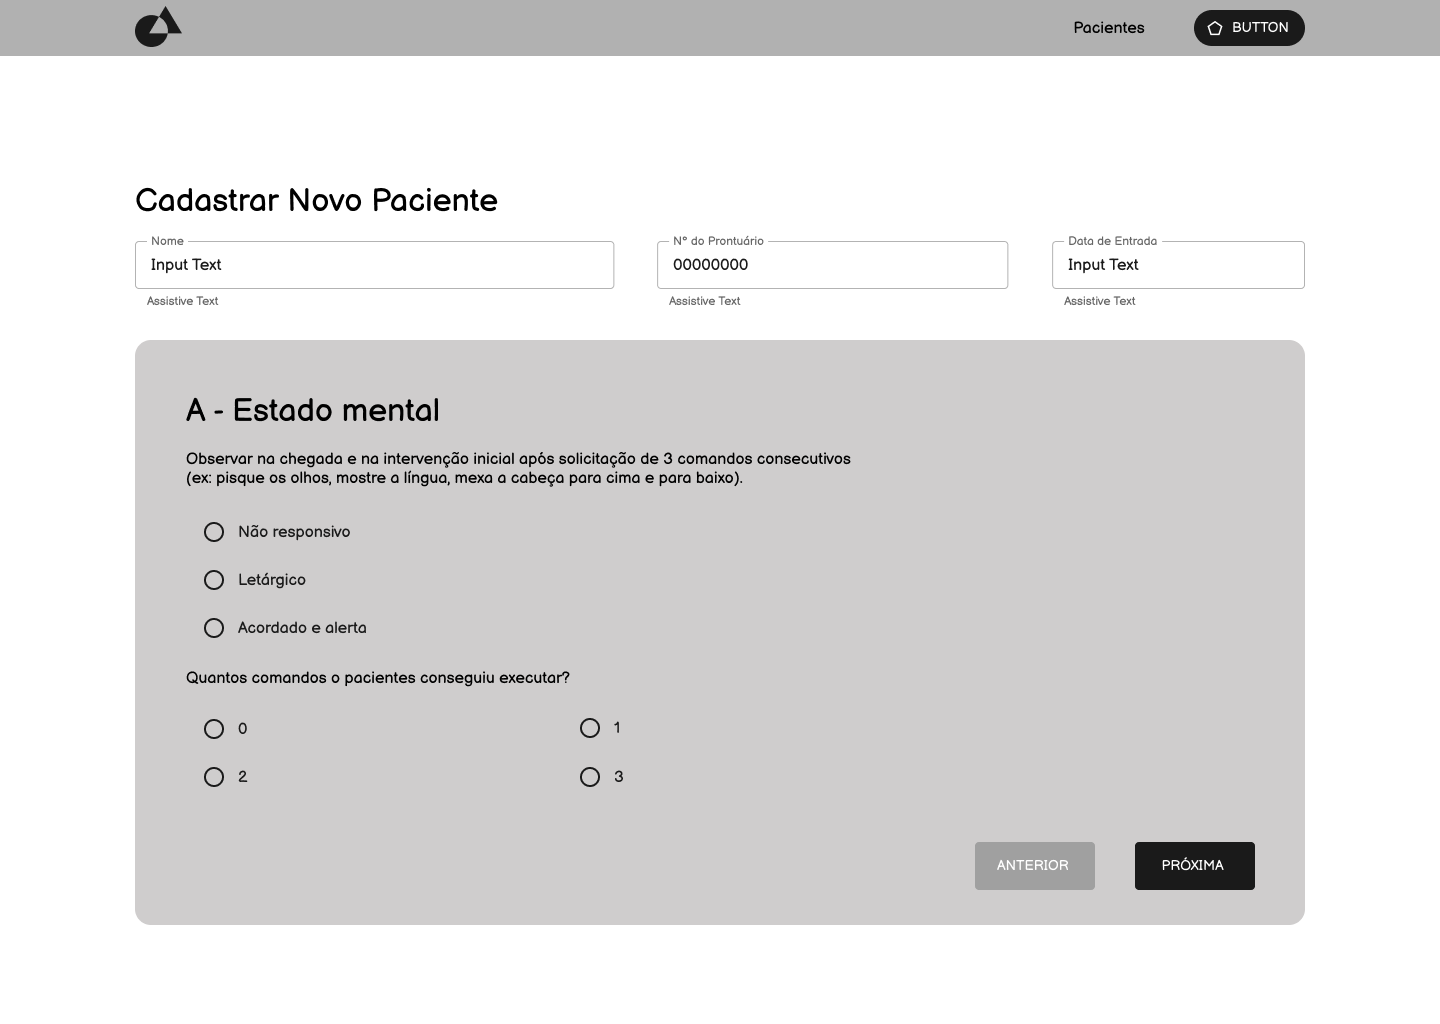 Pacientes
BUTTON
Cadastrar Novo Paciente
Nome
Input Text
Assistive Text
Nº do Prontuário
00000000
Assistive Text
Data de Entrada
Input Text
Assistive Text
A - Estado mental
Observar na chegada e na intervenção inicial após solicitação de 3 comandos consecutivos
(ex: pisque os olhos, mostre a língua, mexa a cabeça para cima e para baixo).
Não responsivo
Letárgico
Acordado e alerta
Quantos comandos o pacientes conseguiu executar?
0
1
2
3
ANTERIOR
PRÓXIMA